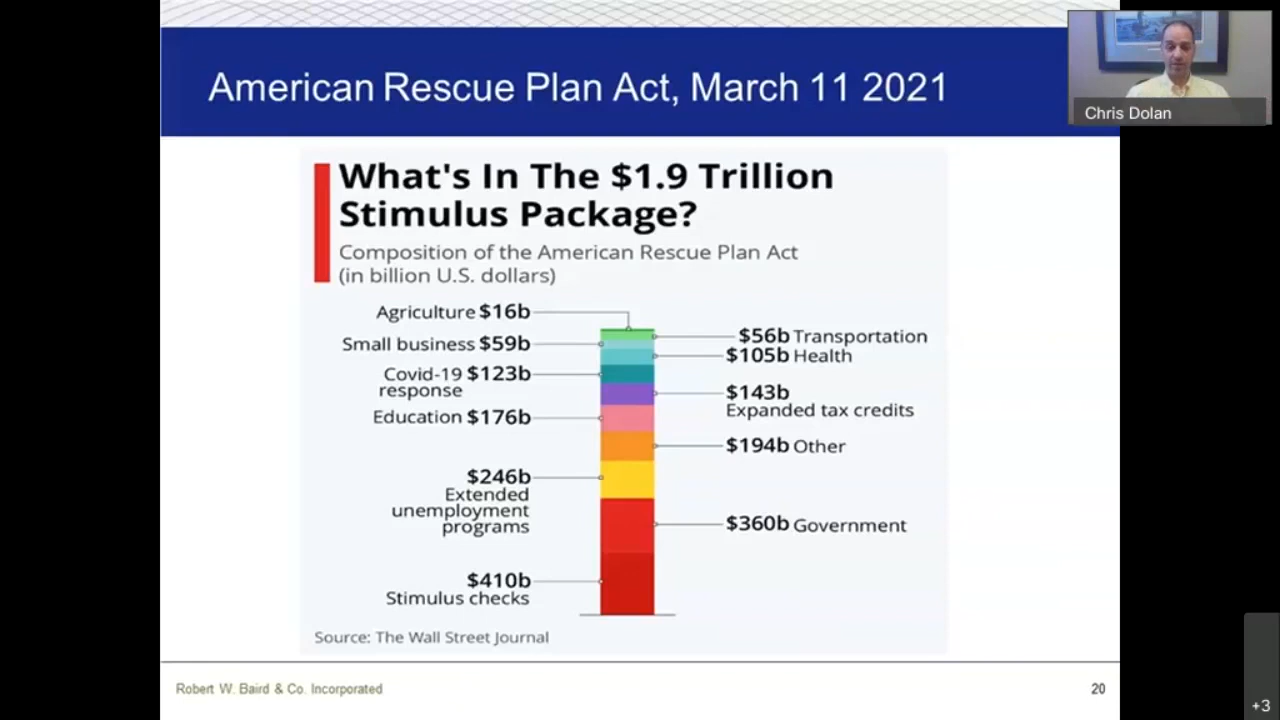 American Rescue Plan Act, March 11 2021
Chris Dolan
What's In The $1.9 Trillion
Stimulus Package?
Composition of the American Rescue Plan Act
(in billion U.S. dollars)
Agriculture $16b
$56b Transportation
Small business $59b
$105b Health
Covid-19 $123b
response
$143b
Expanded tax credits
Education $176b
$194b Other
$246b
Extended
unemployment
programs
$360b Government
$410b
Stimulus checks
Source: The Wall Street Journal
Robert W. Baird & Co. Incorporated
20
+3